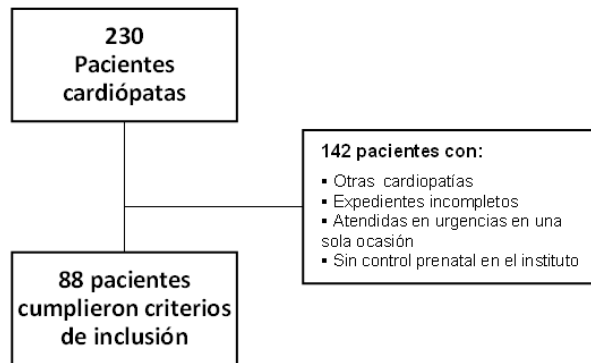 230
Pacientes
cardiópatas
142 pacientes con:
▪ Otras cardiopatías
▪ Expedientes incompletos
▪ Atendidas en urgencias en una
sola ocasión
▪ Sin control prenatal en el instituto
88 pacientes
cumplieron criterios
de inclusión